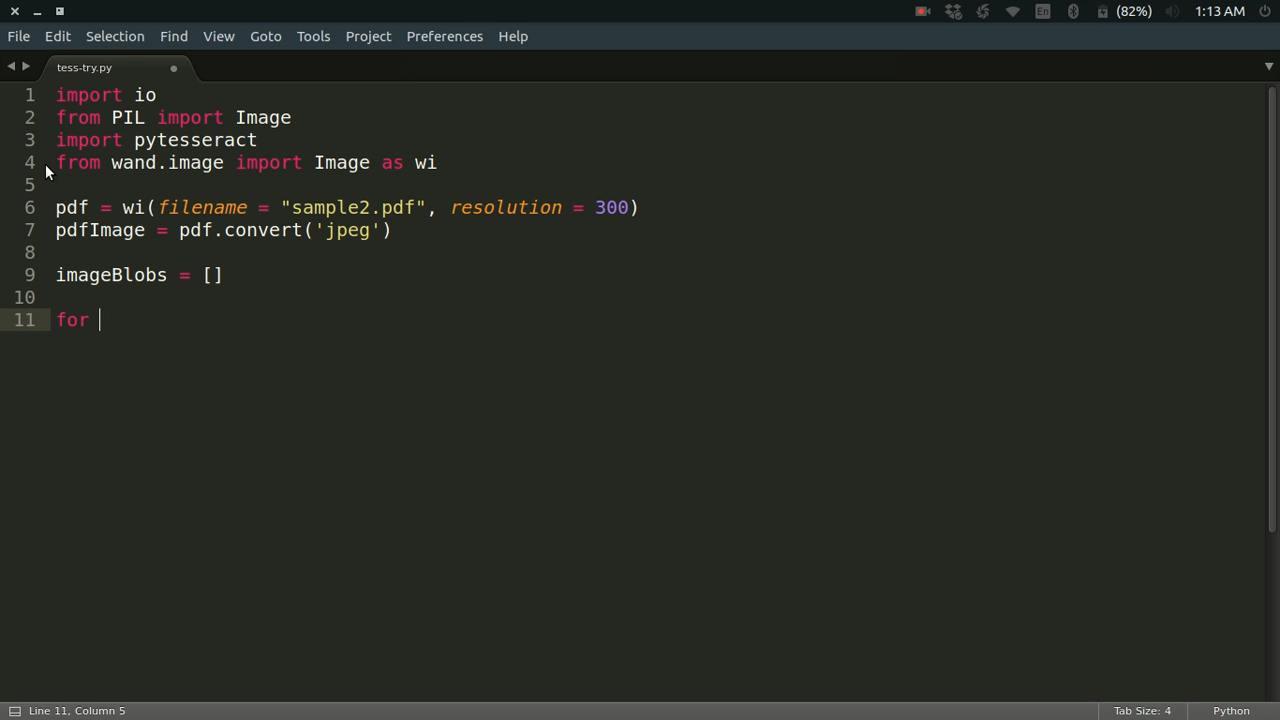 (82%) 1:13 AM
File Edit Selection Find View Goto Tools Project Preferences Help
En
tess-try.py
1 import io
2 from PIL import Image
3 import pytesseract
4 from wand.image import Image as wi
5
6 pdf = wi(filename = "sample2.pdf", resolution = 300)
7 pdfImage = pdf.convert('jpeg')
8
9 imageBlobs = []
10
11 for
Line 11, Column 5 Tab Size: 4 Python